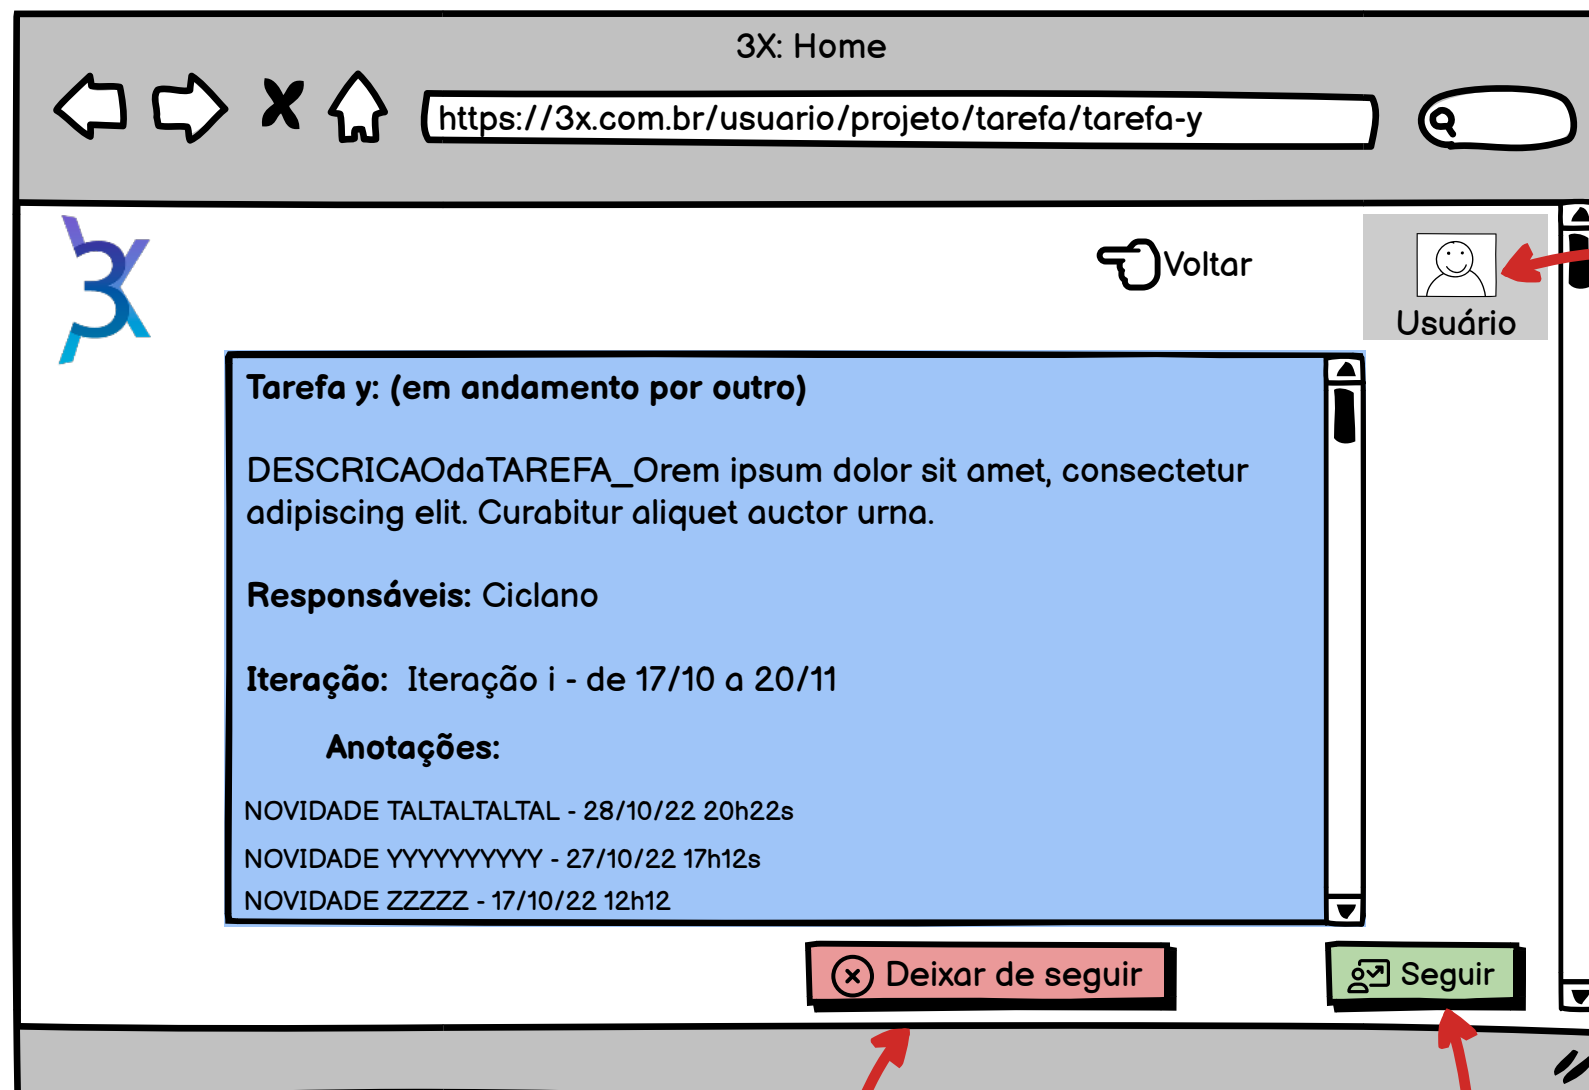 3X: Home
https://3x.com.br/usuario/projeto/tarefa/tarefa-y
3X
Voltar
Usuário
Tarefa y: (em andamento por outro)
DESCRICAOdaTAREFA_Orem ipsum dolor sit amet, consectetur
adipiscing elit. Curabitur aliquet auctor urna.
Responsáveis: Ciclano
Iteração: Iteração i - de 17/10 a 20/11
Anotações:
NOVIDADE TALTALTALTAL - 28/10/22 20h22s
NOVIDADE YYYYYYYYYY - 27/10/22 17h12s
NOVIDADE ZZZZZ - 17/10/22 12h12
Deixar de seguir
Seguir